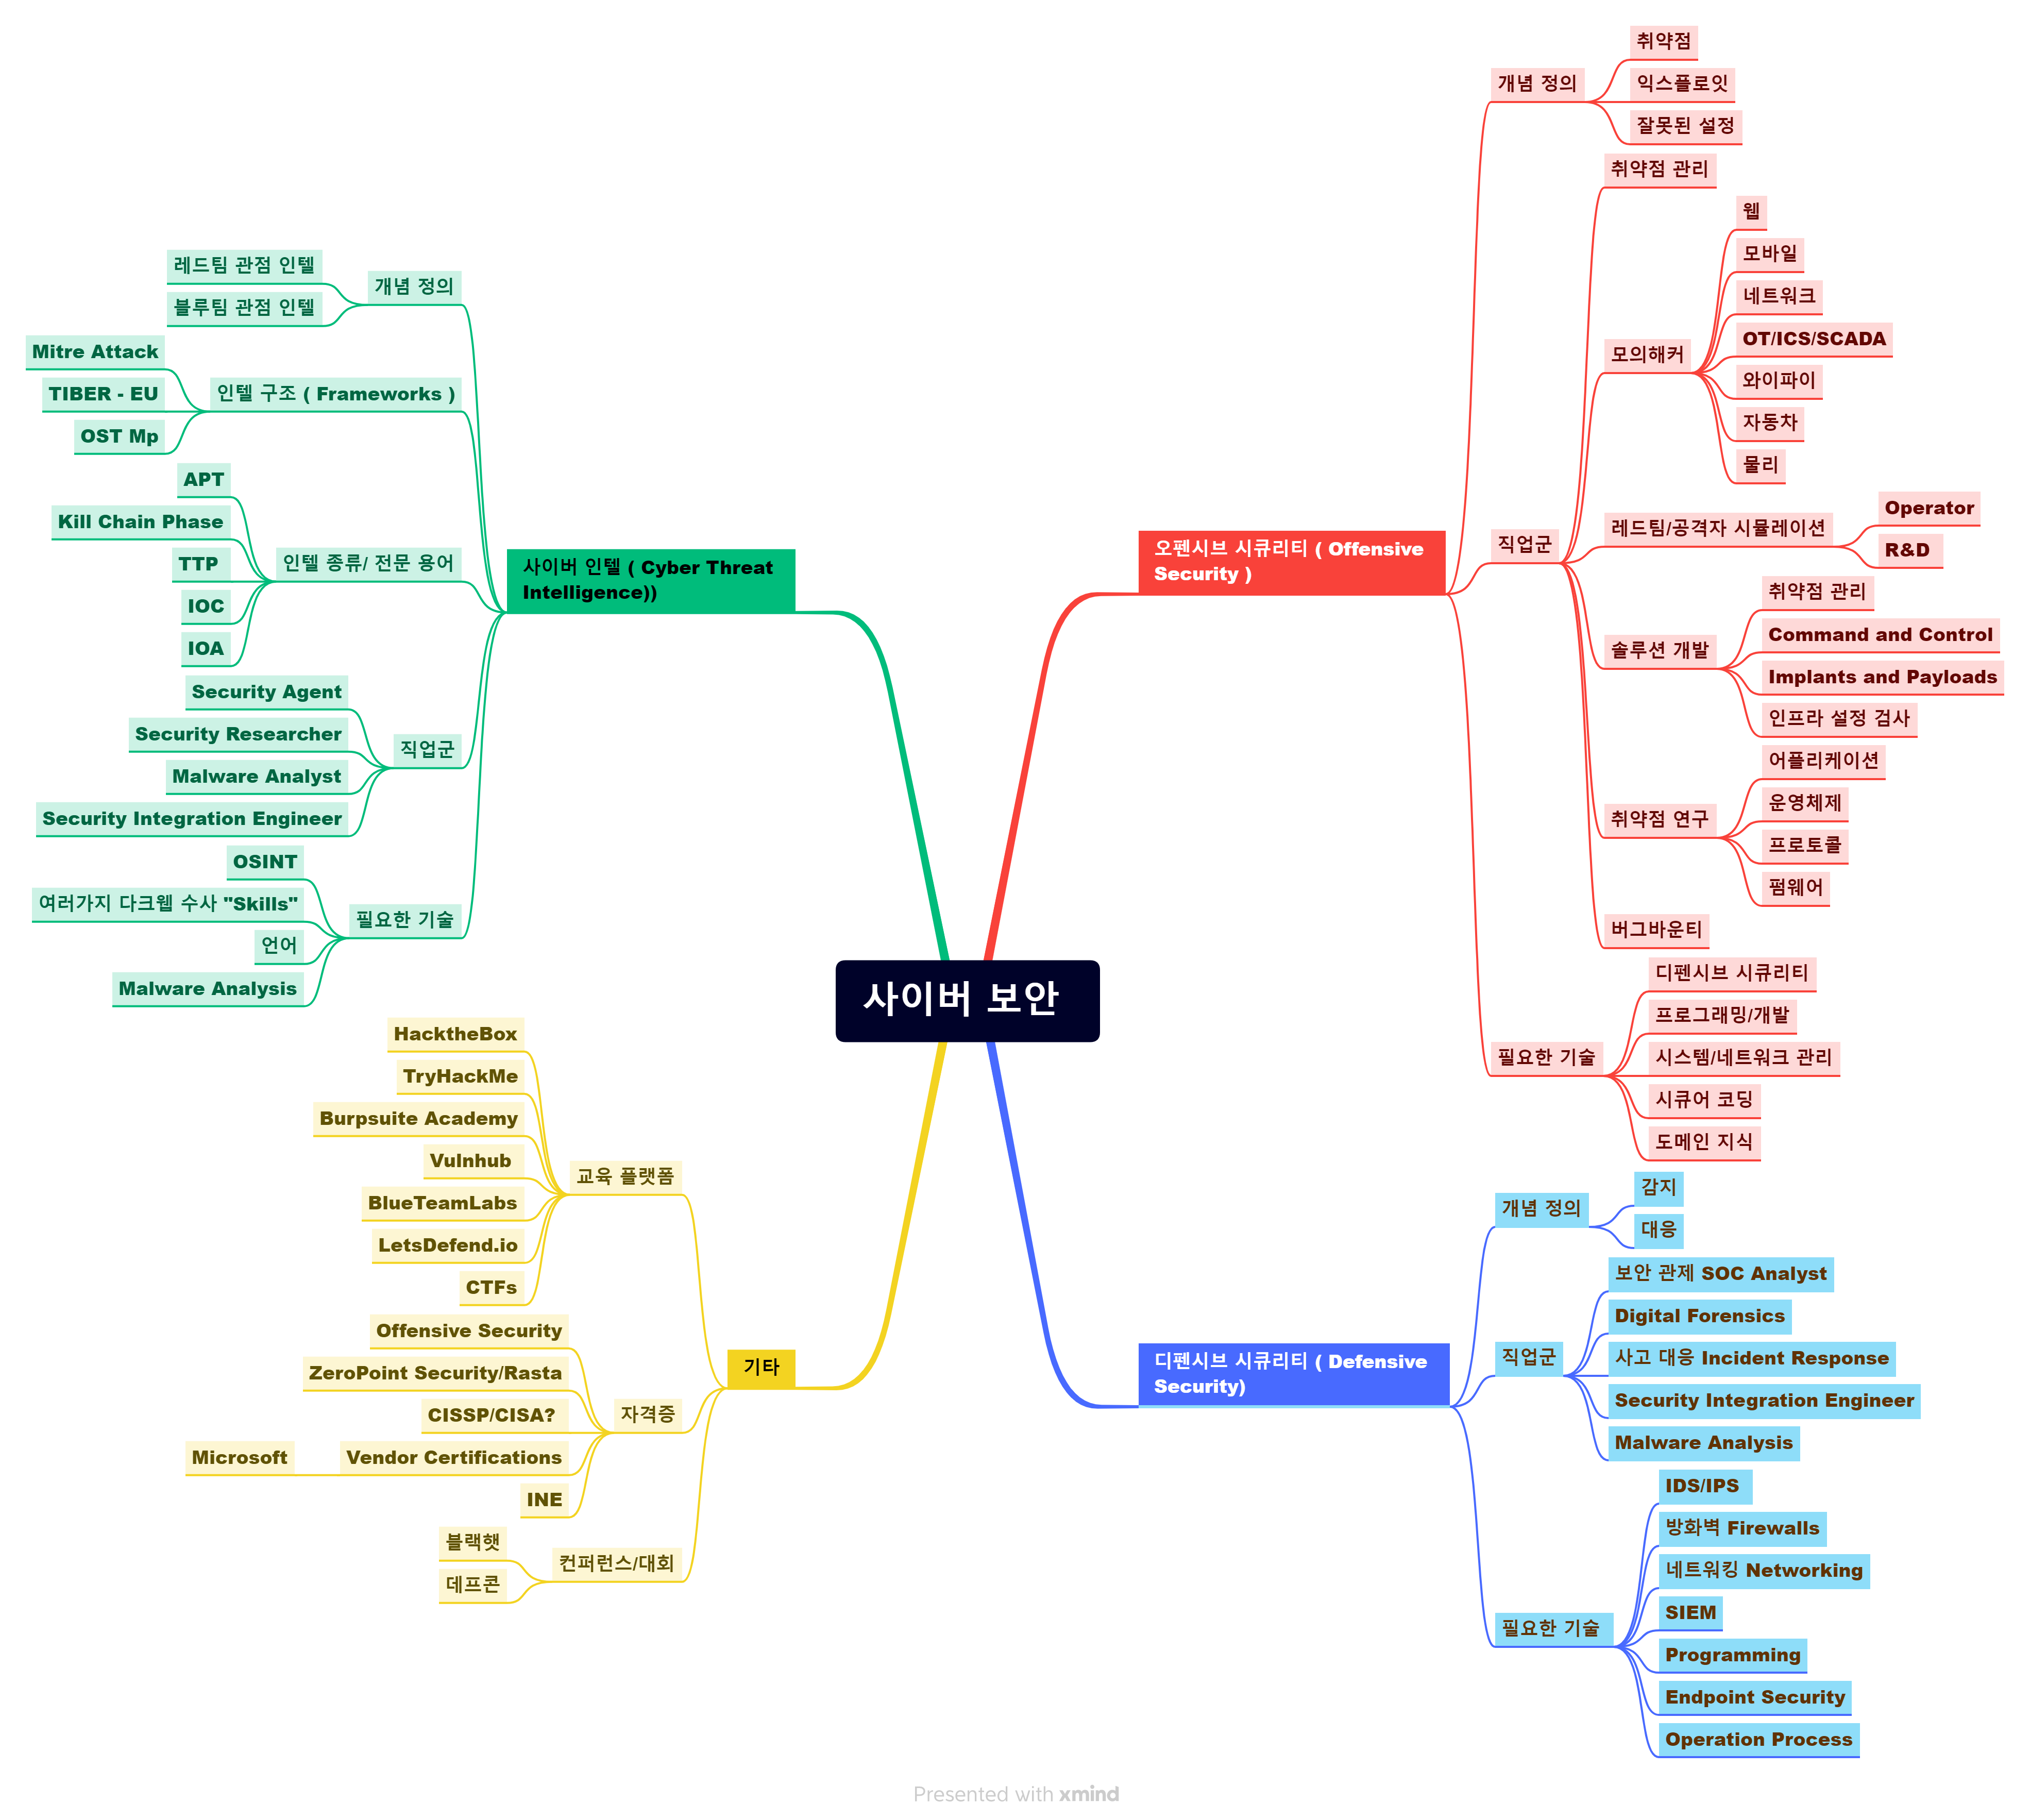 사이버 보안
오펜시브 시큐리티 ( Offensive
Security )
개념 정의
취약점
익스플로잇
잘못된 설정
직업군
취약점 관리
모의해커
웹
모바일
네트워크
OT/ICS/SCADA
와이파이
자동차
물리
레드팀/공격자 시뮬레이션
Operator
R&D
솔루션 개발
취약점 관리
Command and Control
Implants and Payloads
인프라 설정 검사
취약점 연구
어플리케이션
운영체제
프로토콜
펌웨어
버그바운티
필요한 기술
디펜시브 시큐리티
프로그래밍/개발
시스템/네트워크 관리
시큐어 코딩
도메인 지식
디펜시브 시큐리티 ( Defensive
Security)
개념 정의
감지
대응
직업군
보안 관제 SOC Analyst
Digital Forensics
사고 대응 Incident Response
Security Integration Engineer
Malware Analysis
필요한 기술
IDS/IPS
방화벽 Firewalls
네트워킹 Networking
SIEM
Programming
Endpoint Security
Operation Process
사이버 인텔 ( Cyber Threat
Intelligence))
개념 정의
레드팀 관점 인텔
블루팀 관점 인텔
인텔 구조 ( Frameworks )
Mitre Attack
TIBER - EU
OST Mp
인텔 종류/ 전문 용어
APT
Kill Chain Phase
TTP
IOC
IOA
직업군
Security Agent
Security Researcher
Malware Analyst
Security Integration Engineer
필요한 기술
OSINT
여러가지 다크웹 수사 "Skills"
언어
Malware Analysis
기타
교육 플랫폼
HacktheBox
TryHackMe
Burpsuite Academy
Vulnhub
BlueTeamLabs
LetsDefend.io
CTFs
자격증
Offensive Security
ZeroPoint Security/Rasta
CISSP/CISA?
Vendor Certifications
Microsoft
INE
컨퍼런스/대회
블랙햇
데프콘
Presented with xmind